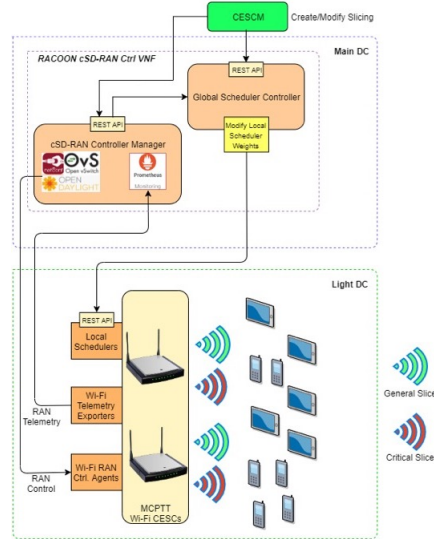 CESCM
Create/Modify Slicing
Main DC
RACOON cSD-RAN Ctrl VNF
REST API
Global Scheduler Controller
REST API
Modify Local
Scheduler
Weights
cSD-RAN Controller Manager
OvS
Open vSwitch
OPEN
DAYLIGHT
Prometheus
Monitoring
Light DC
REST API
Local
Schedulers
Wi-Fi
Telemetry
Exporters
RAN
Telemetry
Wi-Fi RAN
Ctrl. Agents
RAN
Control
MCPTT
Wi-Fi CESCs
General Slice
Critical Slice